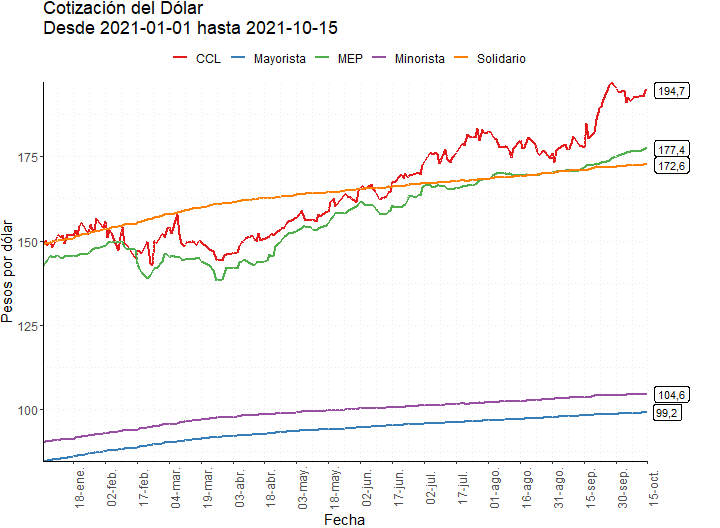 Cotización del Dólar
Desde 2021-01-01 hasta 2021-10-15
CCL Mayorista MEP Minorista Solidario
Pesos por dólar
175
150
125
100
194,7
177,4
172,6
104,6
99,2
18-ene.
02-feb.
17-feb.
04-mar.
19-mar.
03-abr.
18-abr.
03-may.
18-may.
02-jun.
17-jun.
02-jul.
17-jul.
01-ago.
16-ago.
31-ago.
15-sep.
30-sep.
15-oct.
Fecha